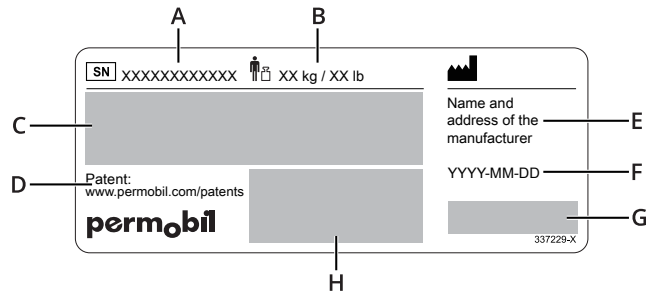 A
B
SN XXXXXXXXXXXX XX kg / XX lb
C
Name and
address of the
manufacturer
E
D
Patent:
www.permobil.com/patents
YYYY-MM-DD
F
permobil
G
337229-X
H